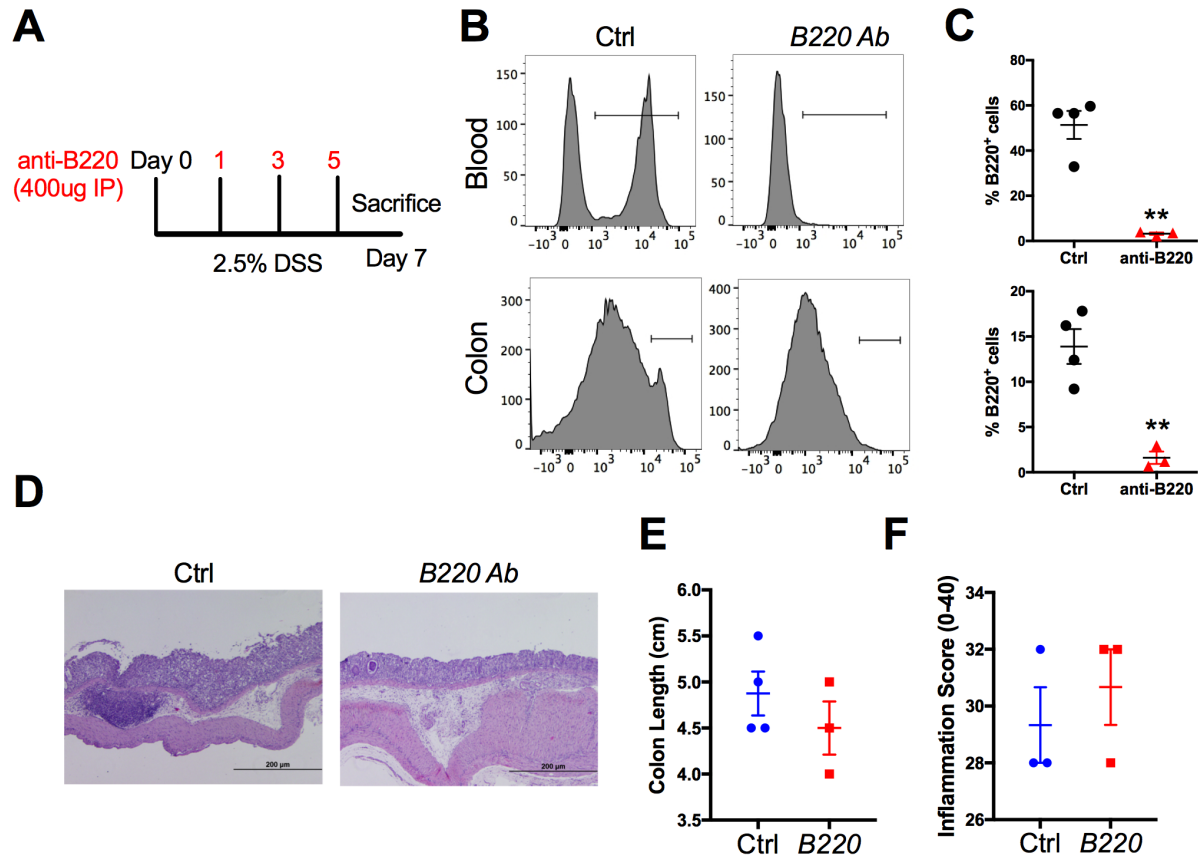 A
anti-B220
(400ug IP)
Day 0
1
3
5
Sacrifice
2.5% DSS
Day 7
B
Ctrl
B220 Ab
Blood
150
100
50
0
-10³ 0 10³ 10⁴ 10⁵
150
100
50
0
-10³ 0 10³ 10⁴ 10⁵
Colon
300
200
100
0
-10³ 0 10³ 10⁴ 10⁵
400
300
200
100
0
-10³ 0 10³ 10⁴ 10⁵
C
% B220⁺ cells
80
60
40
20
0
**
Ctrl anti-B220
% B220⁺ cells
20
15
10
5
0
**
Ctrl anti-B220
D
Ctrl
B220 Ab
200 µm
200 µm
E
Colon Length (cm)
6.0
5.5
5.0
4.5
4.0
3.5
Ctrl B220
F
Inflammation Score (0-40)
34
32
30
28
26
Ctrl B220